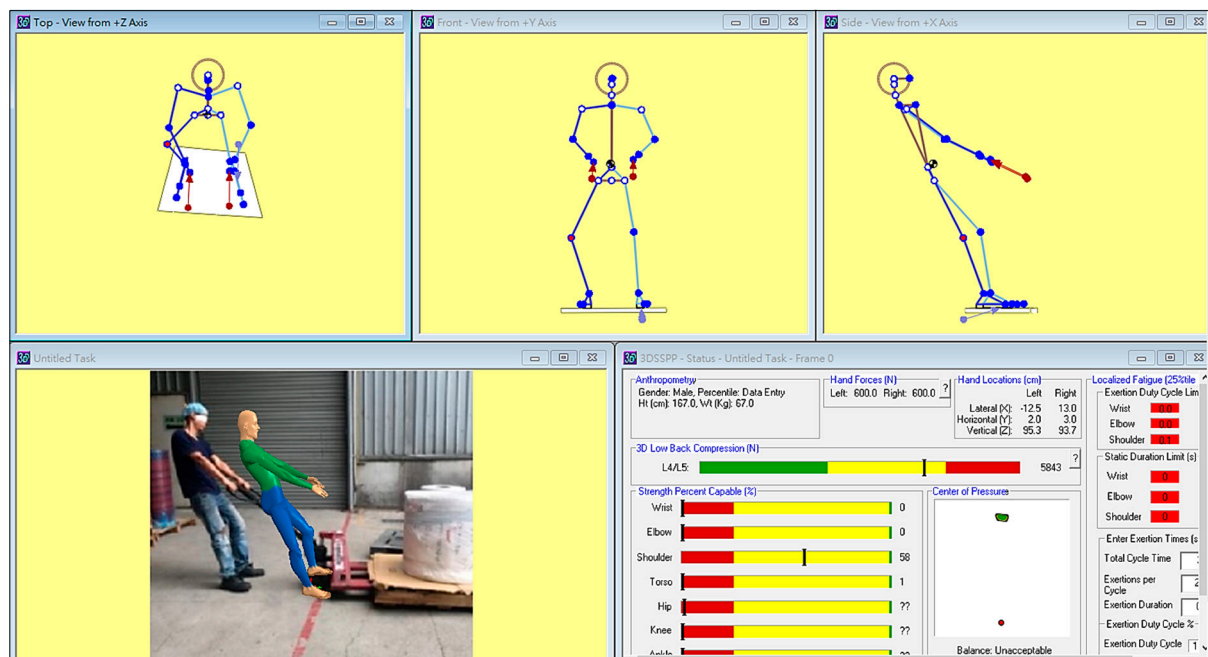 Top - View from +Z Axis
Front - View from +Y Axis
Side - View from +X Axis
Untitled Task
3DSSPP - Status - Untitled Task - Frame 0
Anthropometry
Gender: Male, Percentile: Data Entry
Ht (cm): 167.0, Wt (Kg): 67.0
Hand Forces (N)
Left: 600.0 Right: 600.0 ?
Hand Locations (cm)
Left Right
Lateral (X): -12.5 13.0
Horizontal (Y): 2.0 3.0
Vertical (Z): 95.3 93.7
3D Low Back Compression (N)
L4/L5: 5843 ?
Strength Percent Capable (%)
Wrist 0
Elbow 0
Shoulder 58
Torso 1
Hip ??
Knee ??
Ankle ??
Center of Pressures
Balance: Unacceptable
Localized Fatigue (25%tile
Exertion Duty Cycle Lim
Wrist 0.0
Elbow 0.0
Shoulder 0.1
Static Duration Limit (s)
Wrist 0
Elbow 0
Shoulder 0
Enter Exertion Times (s
Total Cycle Time
Exertions per
Cycle 2
Exertion Duration
Exertion Duty Cycle %
Exertion Duty Cycle 1